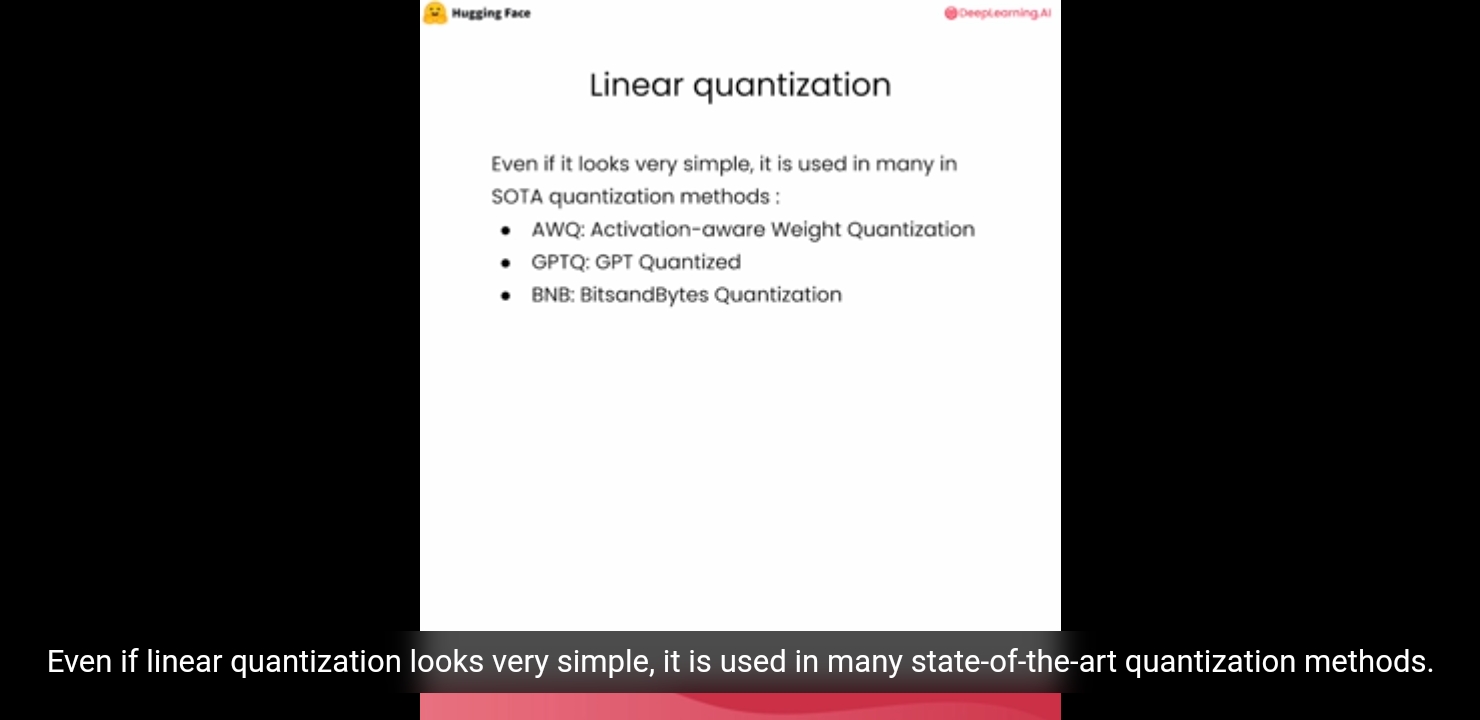 Hugging Face
DeepLearning.AI
Linear quantization
Even if it looks very simple, it is used in many in
SOTA quantization methods :
● AWQ: Activation-aware Weight Quantization
● GPTQ: GPT Quantized
● BNB: BitsandBytes Quantization
Even if linear quantization looks very simple, it is used in many state-of-the-art quantization methods.